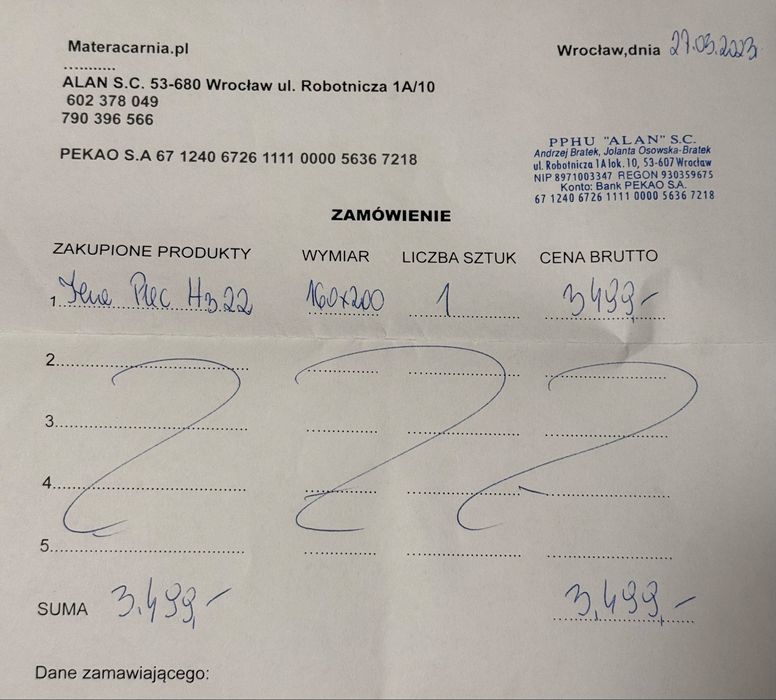 Materacarnia.pl
Wrocław,dnia 27.03.2023
...........
ALAN S.C. 53-680 Wrocław ul. Robotnicza 1A/10
602 378 049
790 396 566
PEKAO S.A 67 1240 6726 1111 0000 5636 7218
PPHU "ALAN" S.C.
Andrzej Bratek, Jolanta Osowska-Bratek
ul. Robotnicza 1A lok. 10, 53-607 Wrocław
NIP 8971003347 REGON 930359675
Konto: Bank PEKAO S.A.
67 1240 6726 1111 0000 5636 7218
ZAMÓWIENIE
ZAKUPIONE PRODUKTY WYMIAR LICZBA SZTUK CENA BRUTTO
1. 160x200 1 3499,-
2.
3.
4.
5.
SUMA 3.499,- 3.499,-
Dane zamawiającego: